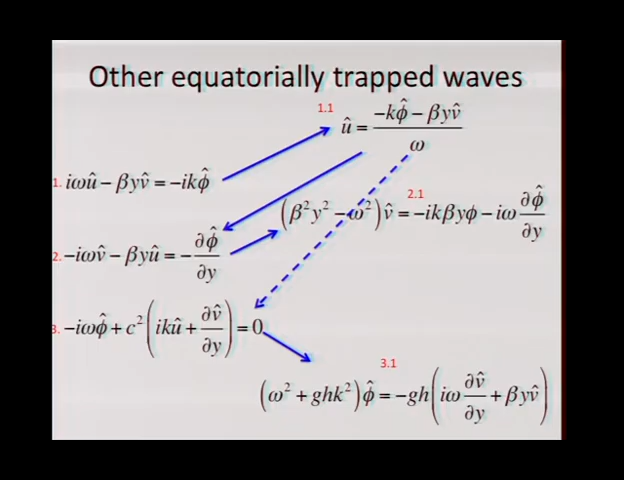 Other equatorially trapped waves
1.1
û = (−kφ̂ − βyv̂) / ω
1. iωû − βyv̂ = −ikφ̂
2.1
(β²y² − ω²)v̂ = −ikβyφ − iω ∂φ̂/∂y
2. −iωv̂ − βyû = −∂φ̂/∂y
3. −iωφ̂ + c²(ikû + ∂v̂/∂y) = 0
3.1
(ω² + ghk²)φ̂ = −gh(iω ∂v̂/∂y + βyv̂)